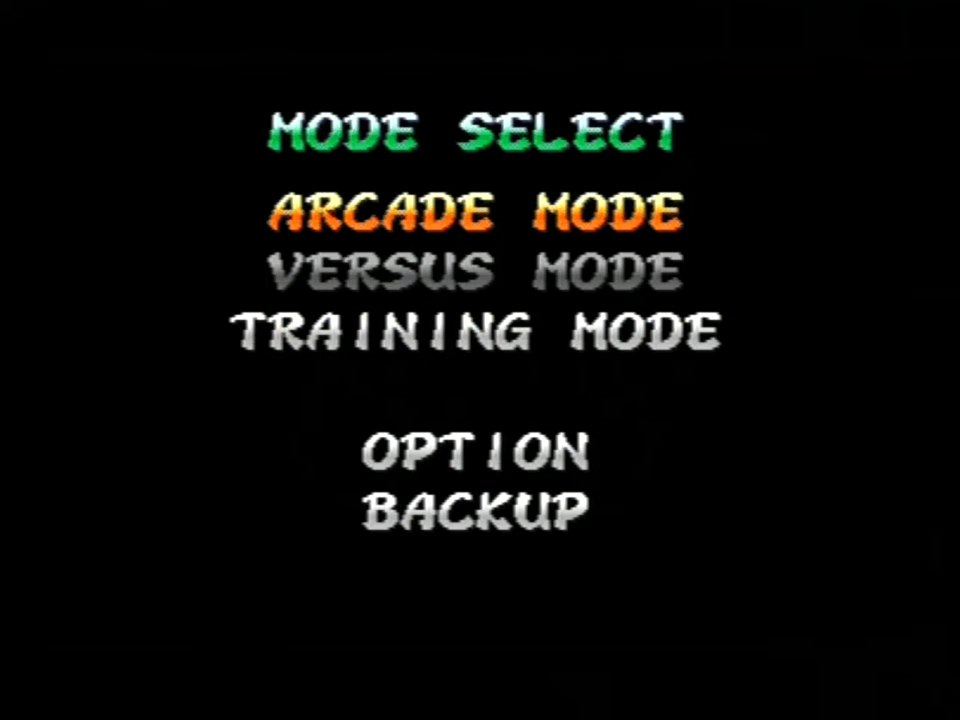 MODE SELECT
ARCADE MODE
VERSUS MODE
TRAINING MODE
OPTION
BACKUP